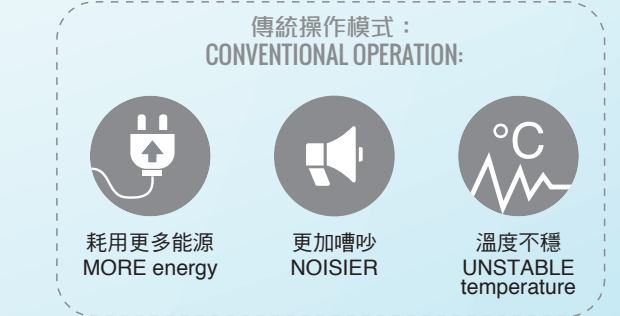 傳統操作模式：
CONVENTIONAL OPERATION:
°C
耗用更多能源
MORE energy
更加嘈吵
NOISIER
溫度不穩
UNSTABLE
temperature